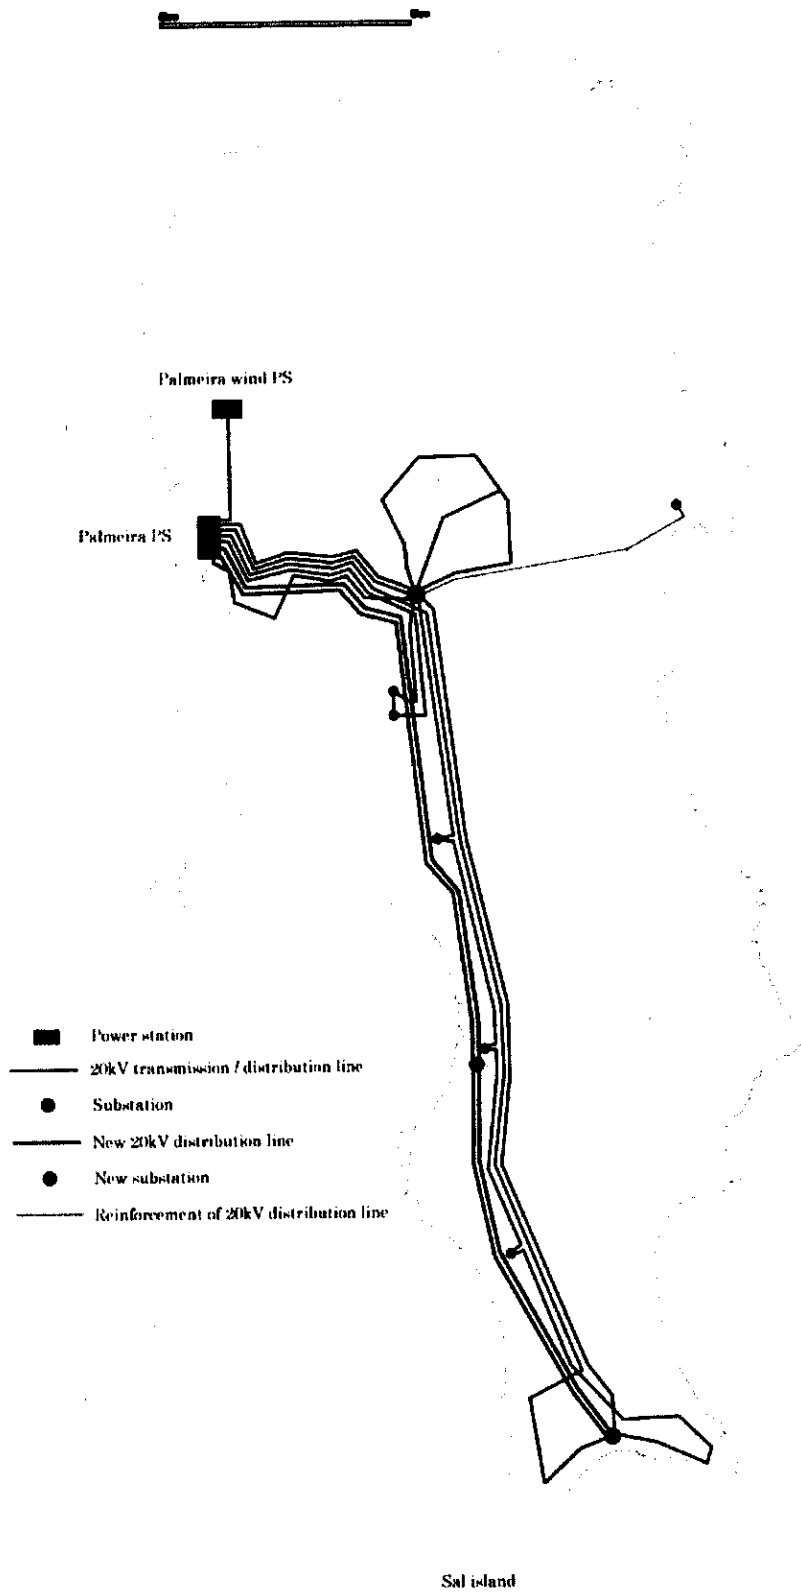 Palmeira wind PS
Palmeira PS
Power station
20kV transmission / distribution line
Substation
New 20kV distribution line
New substation
Reinforcement of 20kV distribution line
Sal island